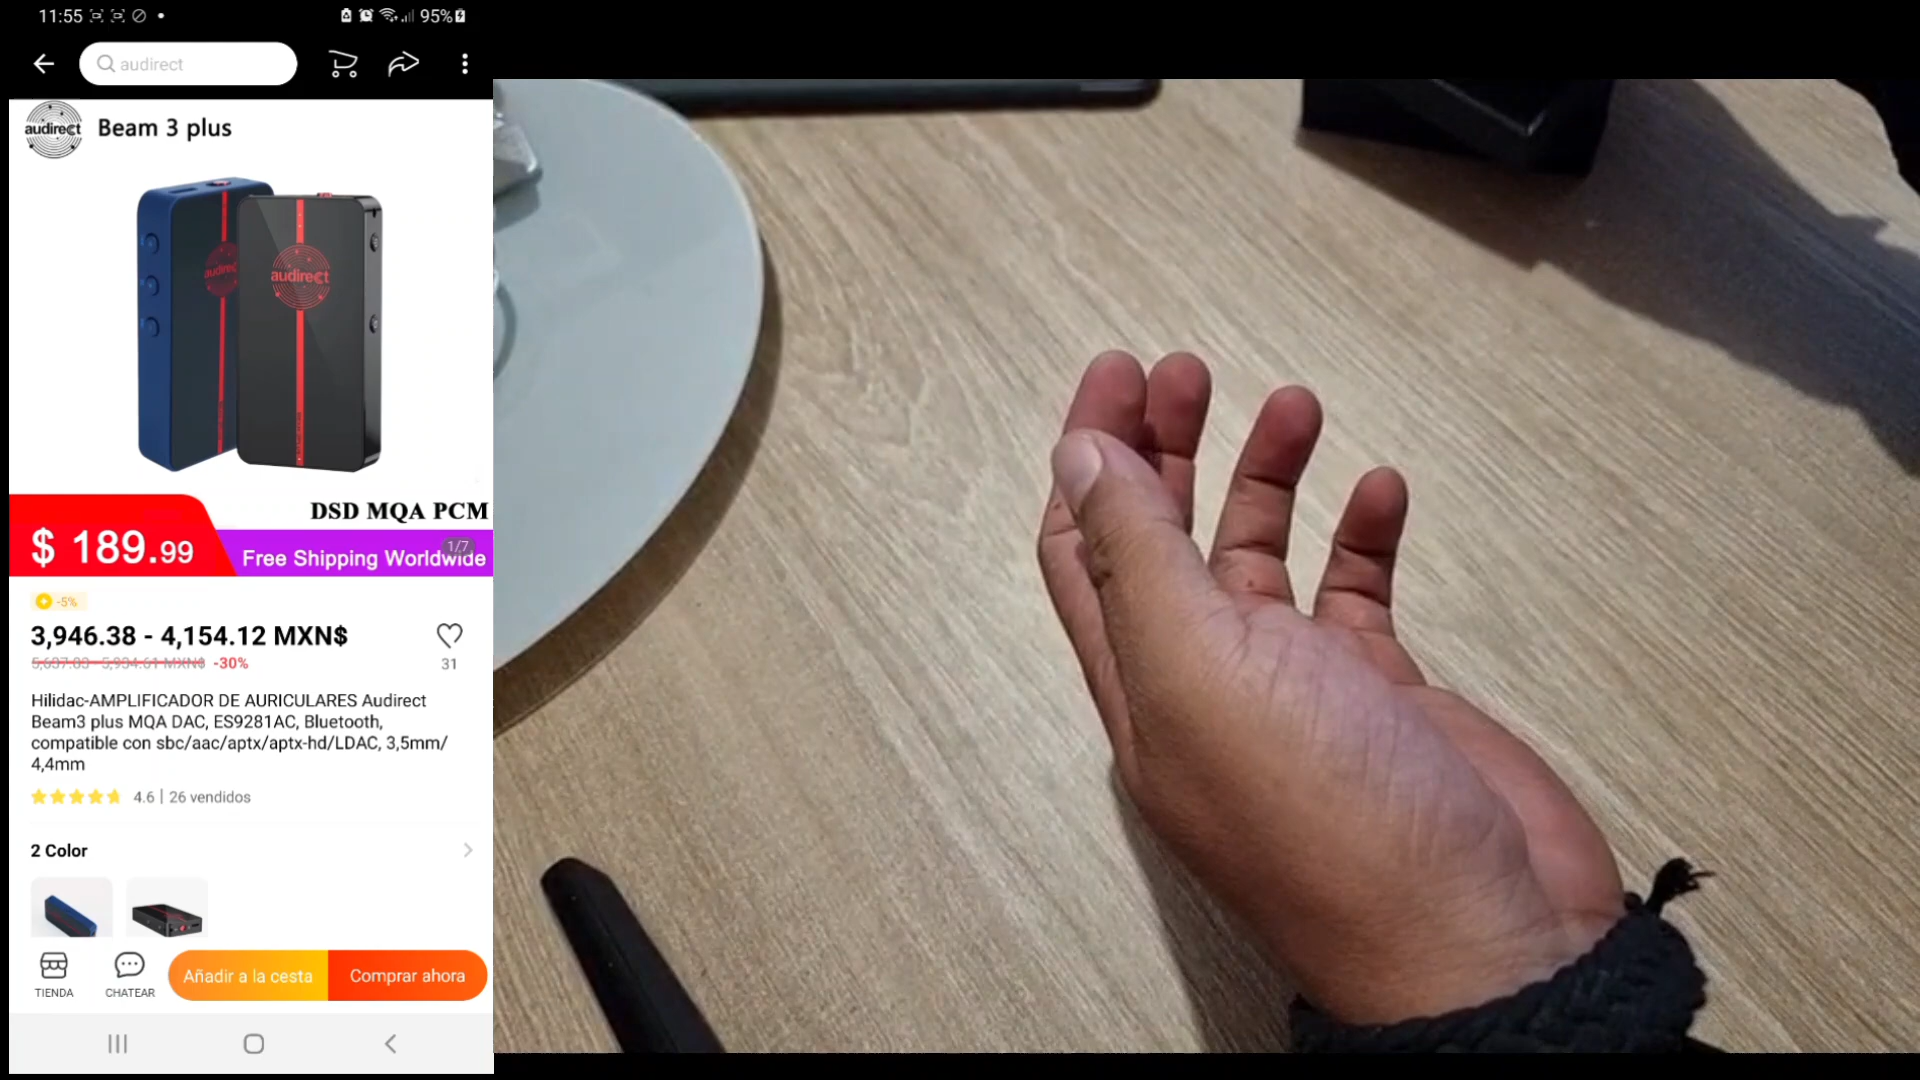 11:55
95%
audirect
audirect Beam 3 plus
audirect
audirect
DSD MQA PCM
$ 189.99
Free Shipping Worldwide
1/7
-5%
3,946.38 - 4,154.12 MXN$
-30%
31
Hilidac-AMPLIFICADOR DE AURICULARES Audirect
Beam3 plus MQA DAC, ES9281AC, Bluetooth,
compatible con sbc/aac/aptx/aptx-hd/LDAC, 3,5mm/
4,4mm
4.6 | 26 vendidos
2 Color
TIENDA
CHATEAR
Añadir a la cesta
Comprar ahora